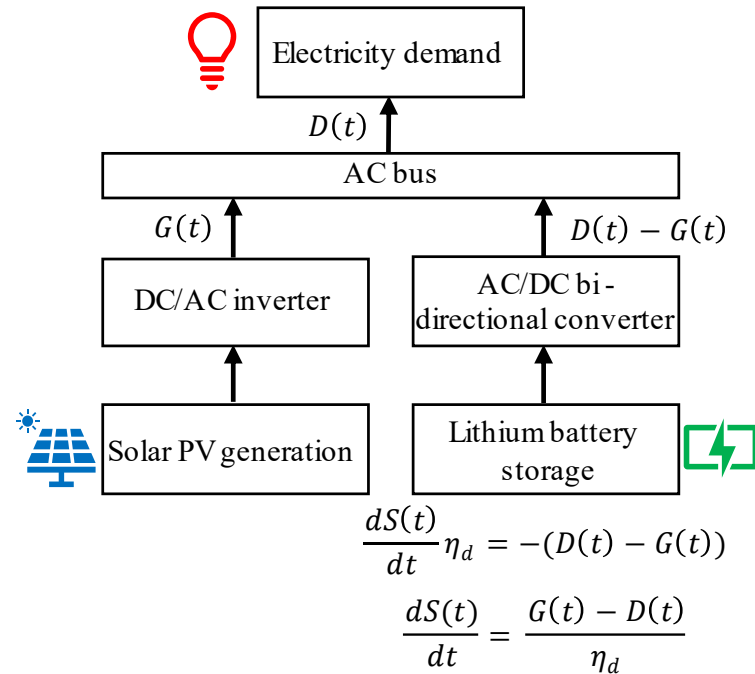 Electricity demand
D(t)
AC bus
G(t)
D(t) − G(t)
DC/AC inverter
AC/DC bi-
directional converter
Solar PV generation
Lithium battery
storage
dS(t)/dt η_d = −(D(t) − G(t))
dS(t)/dt = (G(t) − D(t))/η_d